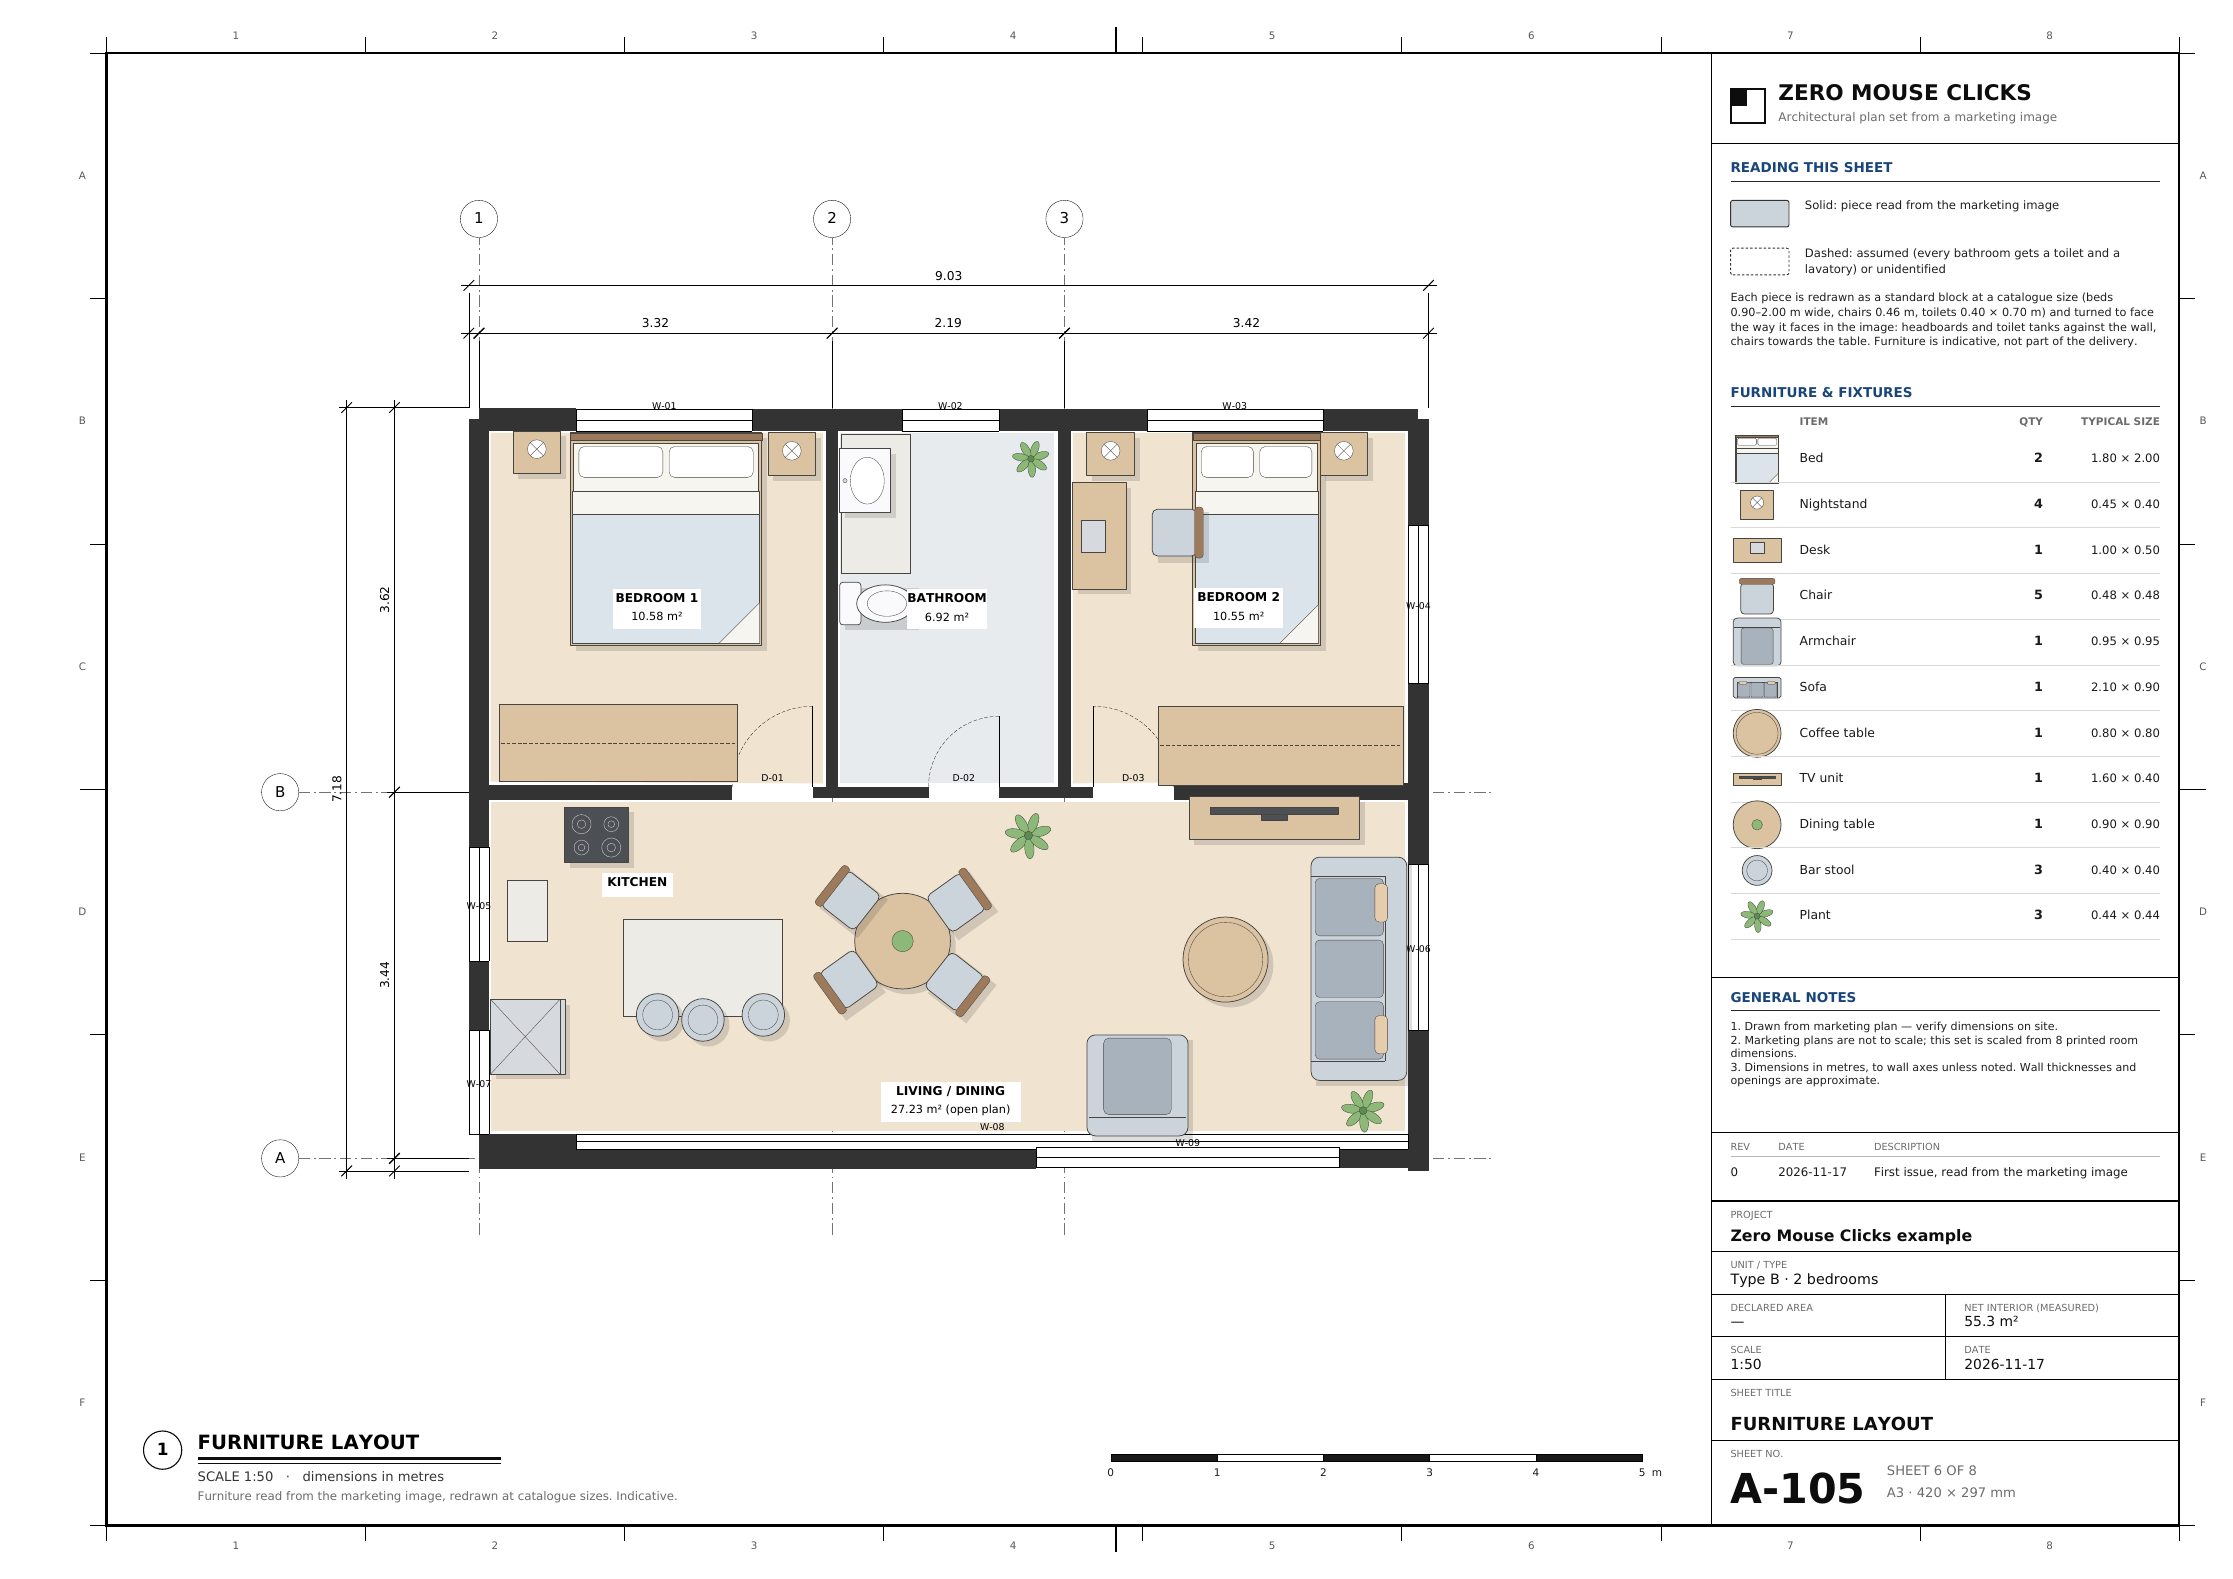 1 2 3 4 5 6 7 8
A B C D E F
A B C D E F
1 2 3
9.03
3.32 2.19 3.42
W-01 W-02 W-03
3.62
7.18
3.44
B
A
BEDROOM 1
10.58 m²
BATHROOM
6.92 m²
BEDROOM 2
10.55 m²
W-04
D-01 D-02 D-03
KITCHEN
W-05
W-06
W-07
LIVING / DINING
27.23 m² (open plan)
W-08
W-09
1
FURNITURE LAYOUT
SCALE 1:50 · dimensions in metres
Furniture read from the marketing image, redrawn at catalogue sizes. Indicative.
0 1 2 3 4 5 m
ZERO MOUSE CLICKS
Architectural plan set from a marketing image
READING THIS SHEET
Solid: piece read from the marketing image
Dashed: assumed (every bathroom gets a toilet and a
lavatory) or unidentified
Each piece is redrawn as a standard block at a catalogue size (beds
0.90–2.00 m wide, chairs 0.46 m, toilets 0.40 × 0.70 m) and turned to face
the way it faces in the image: headboards and toilet tanks against the wall,
chairs towards the table. Furniture is indicative, not part of the delivery.
FURNITURE & FIXTURES
ITEM QTY TYPICAL SIZE
Bed 2 1.80 × 2.00
Nightstand 4 0.45 × 0.40
Desk 1 1.00 × 0.50
Chair 5 0.48 × 0.48
Armchair 1 0.95 × 0.95
Sofa 1 2.10 × 0.90
Coffee table 1 0.80 × 0.80
TV unit 1 1.60 × 0.40
Dining table 1 0.90 × 0.90
Bar stool 3 0.40 × 0.40
Plant 3 0.44 × 0.44
GENERAL NOTES
1. Drawn from marketing plan — verify dimensions on site.
2. Marketing plans are not to scale; this set is scaled from 8 printed room
dimensions.
3. Dimensions in metres, to wall axes unless noted. Wall thicknesses and
openings are approximate.
REV DATE DESCRIPTION
0 2026-11-17 First issue, read from the marketing image
PROJECT
Zero Mouse Clicks example
UNIT / TYPE
Type B · 2 bedrooms
DECLARED AREA NET INTERIOR (MEASURED)
— 55.3 m²
SCALE DATE
1:50 2026-11-17
SHEET TITLE
FURNITURE LAYOUT
SHEET NO.
A-105
SHEET 6 OF 8
A3 · 420 × 297 mm
1 2 3 4 5 6 7 8